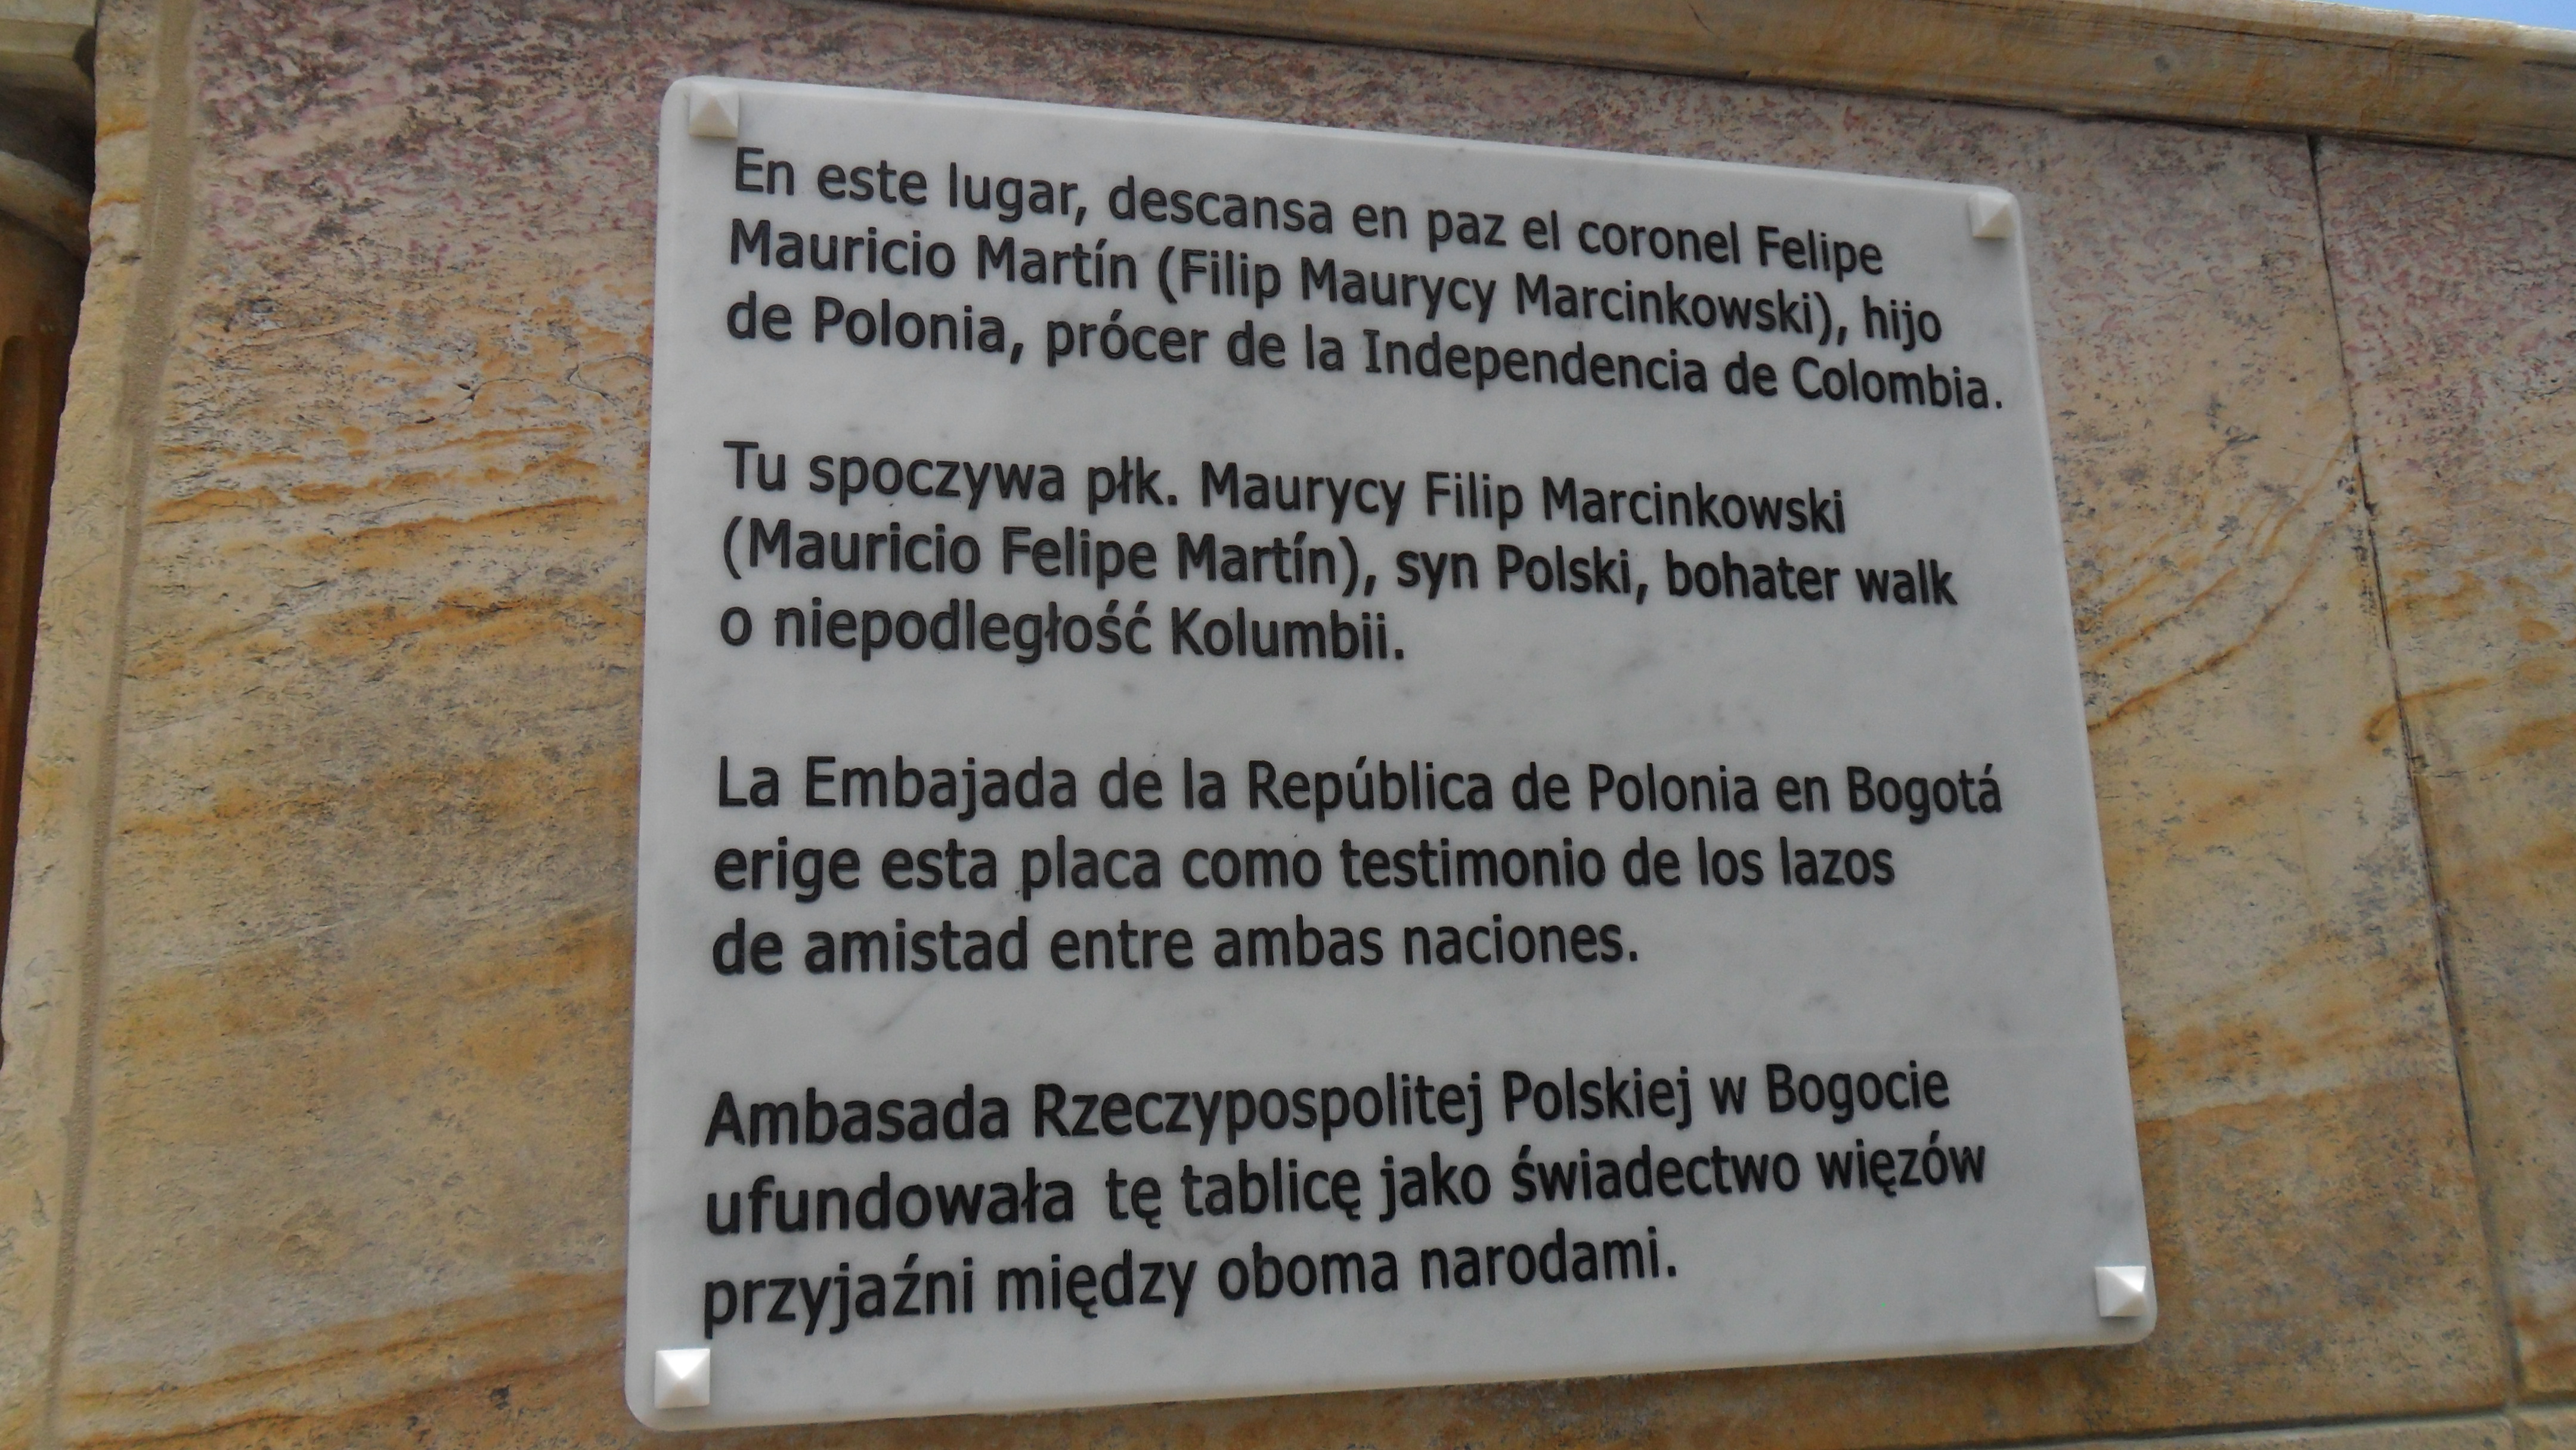 En este lugar, descansa en paz el coronel Felipe
Mauricio Martín (Filip Maurycy Marcinkowski), hijo
de Polonia, prócer de la Independencia de Colombia.
Tu spoczywa płk. Maurycy Filip Marcinkowski
(Mauricio Felipe Martín), syn Polski, bohater walk
o niepodległość Kolumbii.
La Embajada de la República de Polonia en Bogotá
erige esta placa como testimonio de los lazos
de amistad entre ambas naciones.
Ambasada Rzeczypospolitej Polskiej w Bogocie
ufundowała tę tablicę jako świadectwo więzów
przyjaźni między oboma narodami.